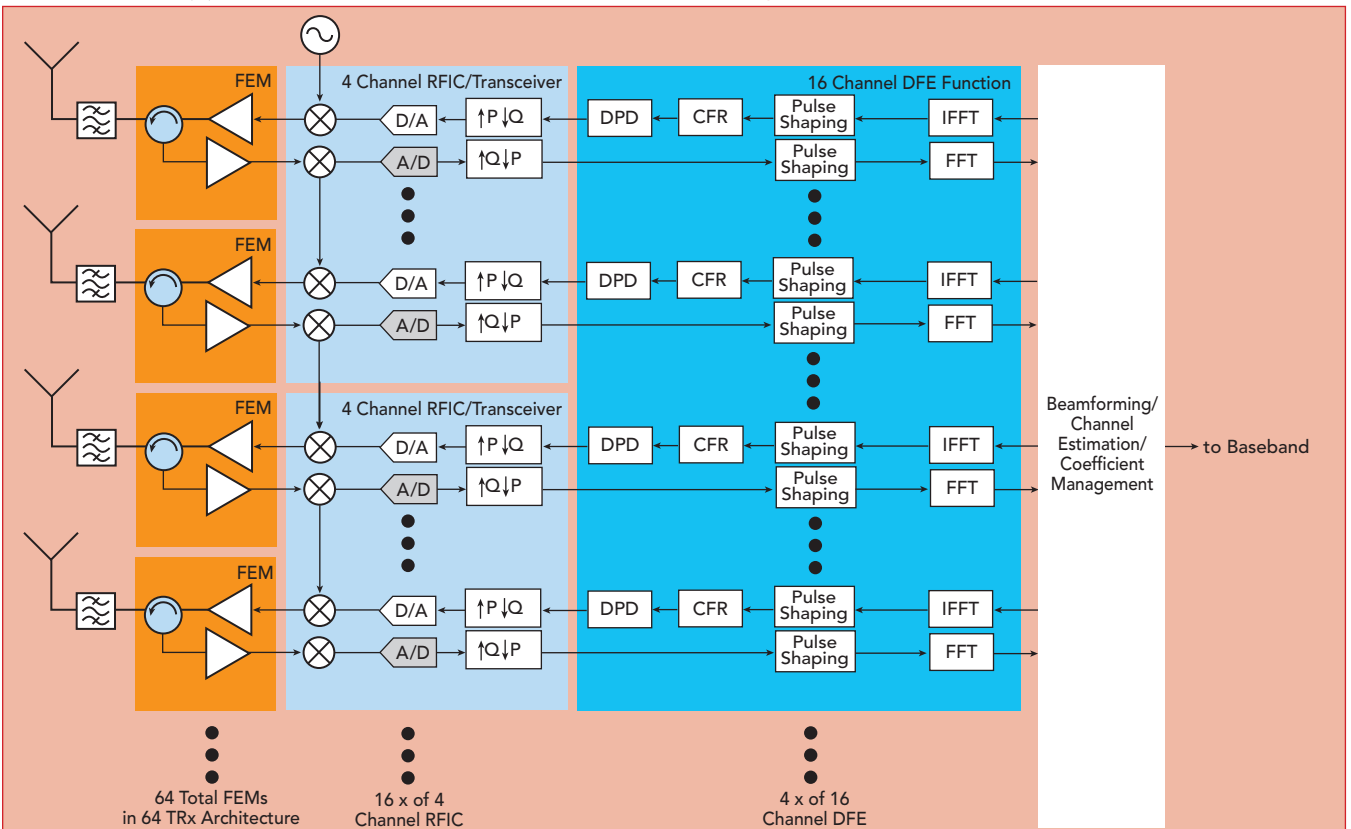 FEM
4 Channel RFIC/Transceiver
16 Channel DFE Function
D/A
↑P↓Q
DPD
CFR
Pulse
Shaping
IFFT
A/D
↑Q↓P
Pulse
Shaping
FFT
FEM
D/A
↑P↓Q
DPD
CFR
Pulse
Shaping
IFFT
A/D
↑Q↓P
Pulse
Shaping
FFT
FEM
4 Channel RFIC/Transceiver
D/A
↑P↓Q
DPD
CFR
Pulse
Shaping
IFFT
A/D
↑Q↓P
Pulse
Shaping
FFT
FEM
D/A
↑P↓Q
DPD
CFR
Pulse
Shaping
IFFT
A/D
↑Q↓P
Pulse
Shaping
FFT
Beamforming/
Channel
Estimation/
Coefficient
Management
to Baseband
64 Total FEMs
in 64 TRx Architecture
16 x of 4
Channel RFIC
4 x of 16
Channel DFE